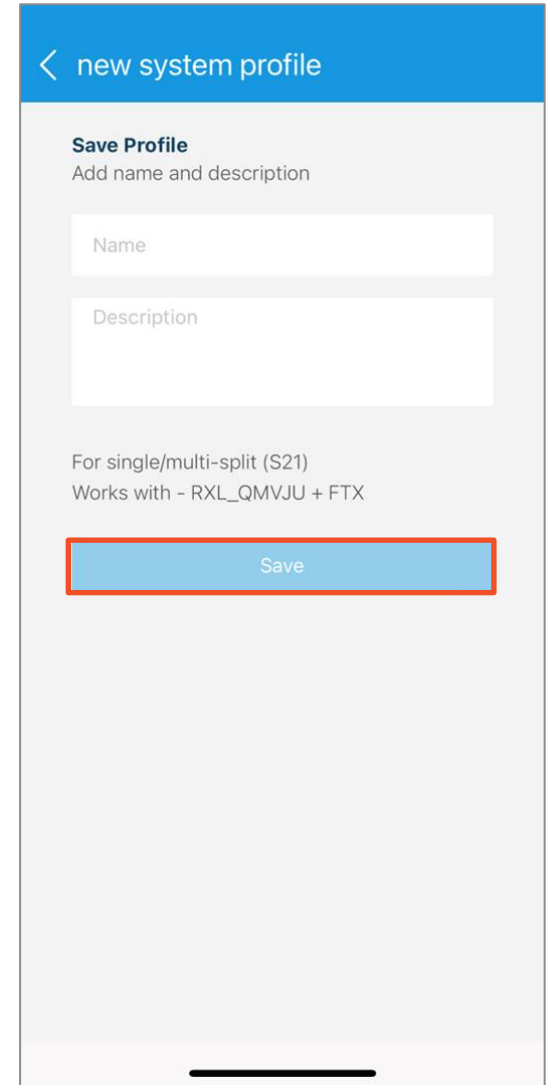 new system profile
Save Profile
Add name and description
Name
Description
For single/multi-split (S21)
Works with - RXL_QMVJU + FTX
Save